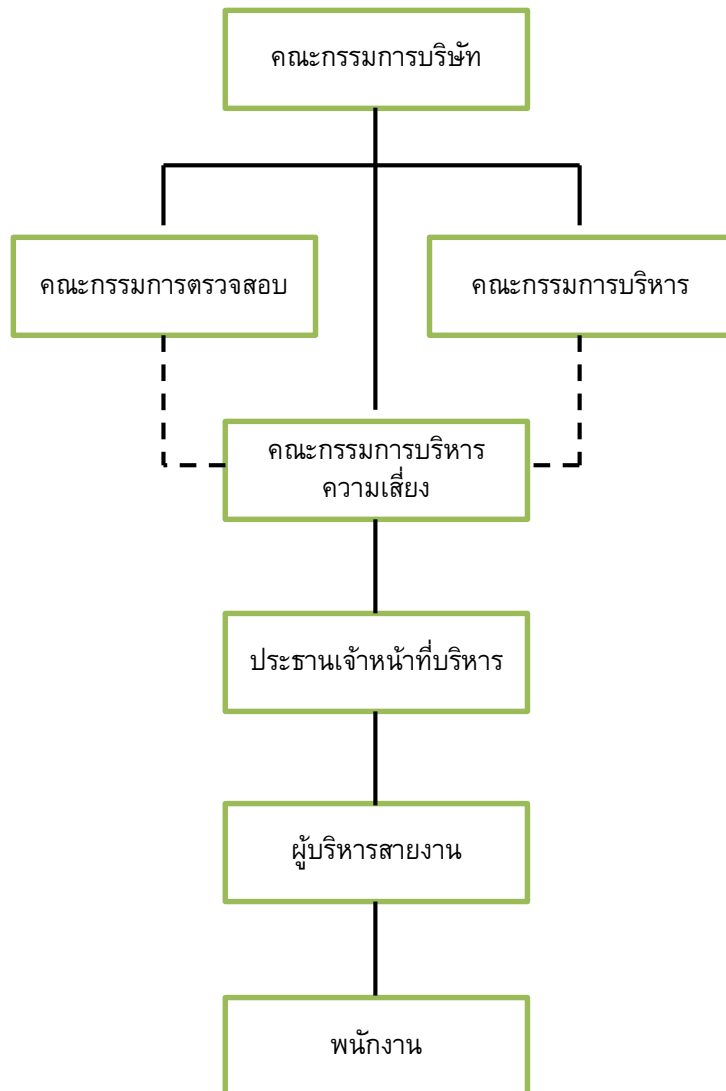 คณะกรรมการบริษัท
คณะกรรมการตรวจสอบ
คณะกรรมการบริหาร
คณะกรรมการบริหาร
ความเสี่ยง
ประธานเจ้าหน้าที่บริหาร
ผู้บริหารสายงาน
พนักงาน